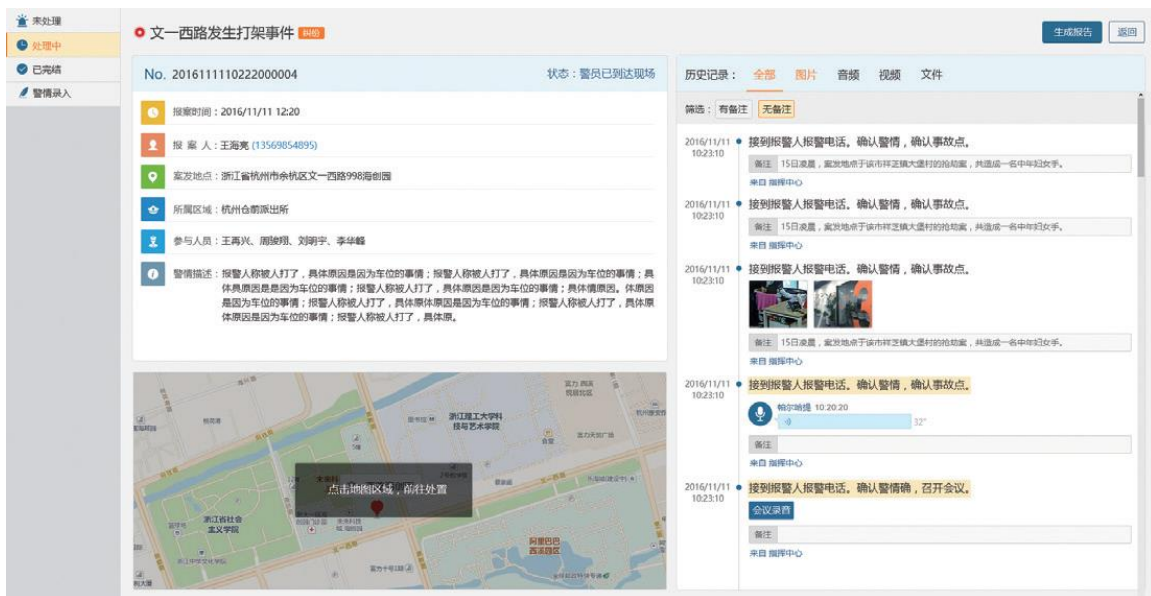 未处理
处理中
已完结
警情录入
文一西路发生打架事件 纠纷
生成报告 返回
No. 2016111110222000004 状态：警员已到达现场
报案时间：2016/11/11 12:20
报 案 人：王海亮 (13569854895)
案发地点：浙江省杭州市余杭区文一西路998海创园
所属区域：杭州仓前派出所
参与人员：王再兴、周骏翔、刘明宇、李华峰
警情描述：报警人称被人打了，具体原因是因为车位的事情；报警人称被人打了，具体原因是因为车位的事情；具
体具原因是是因为车位的事情；报警人称被人打了，具体原因是因为车位的事情；具体情原因。体原因
是因为车位的事情；报警人称被人打了，具体原体原因是因为车位的事情；报警人称被人打了，具体原
体原因是因为车位的事情；报警人称被人打了，具体原。
浙江理工大学科
技与艺术学院
点击地图区域，前往处置
浙江省社会
主义学院
阿里巴巴
西溪园区
文一西路
历史记录： 全部 图片 音频 视频 文件
筛选： 有备注 无备注
2016/11/11 接到报警人报警电话。确认警情，确认事故点。
10:23:10
备注 15日凌晨，案发地点于该市祥芝镇大堡村的抢劫案，共造成一名中年妇女手。
来自 指挥中心
2016/11/11 接到报警人报警电话。确认警情，确认事故点。
10:23:10
备注 15日凌晨，案发地点于该市祥芝镇大堡村的抢劫案，共造成一名中年妇女手。
来自 指挥中心
2016/11/11 接到报警人报警电话。确认警情，确认事故点。
10:23:10
备注 15日凌晨，案发地点于该市祥芝镇大堡村的抢劫案，共造成一名中年妇女手。
来自 指挥中心
2016/11/11 接到报警人报警电话。确认警情，确认事故点。
10:23:10
帕尔哈提 10:20:20
32"
备注
来自 指挥中心
2016/11/11 接到报警人报警电话。确认警情确，召开会议。
10:23:10
会议录音
备注
来自 指挥中心